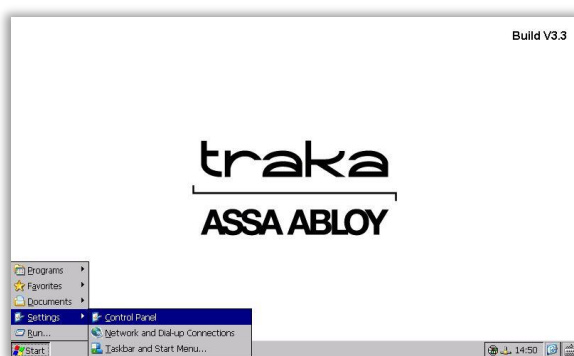 Build V3.3
traka
ASSA ABLOY
Programs
Favorites
Documents
Settings
Control Panel
Run...
Network and Dial-up Connections
Start
Taskbar and Start Menu...
14:50